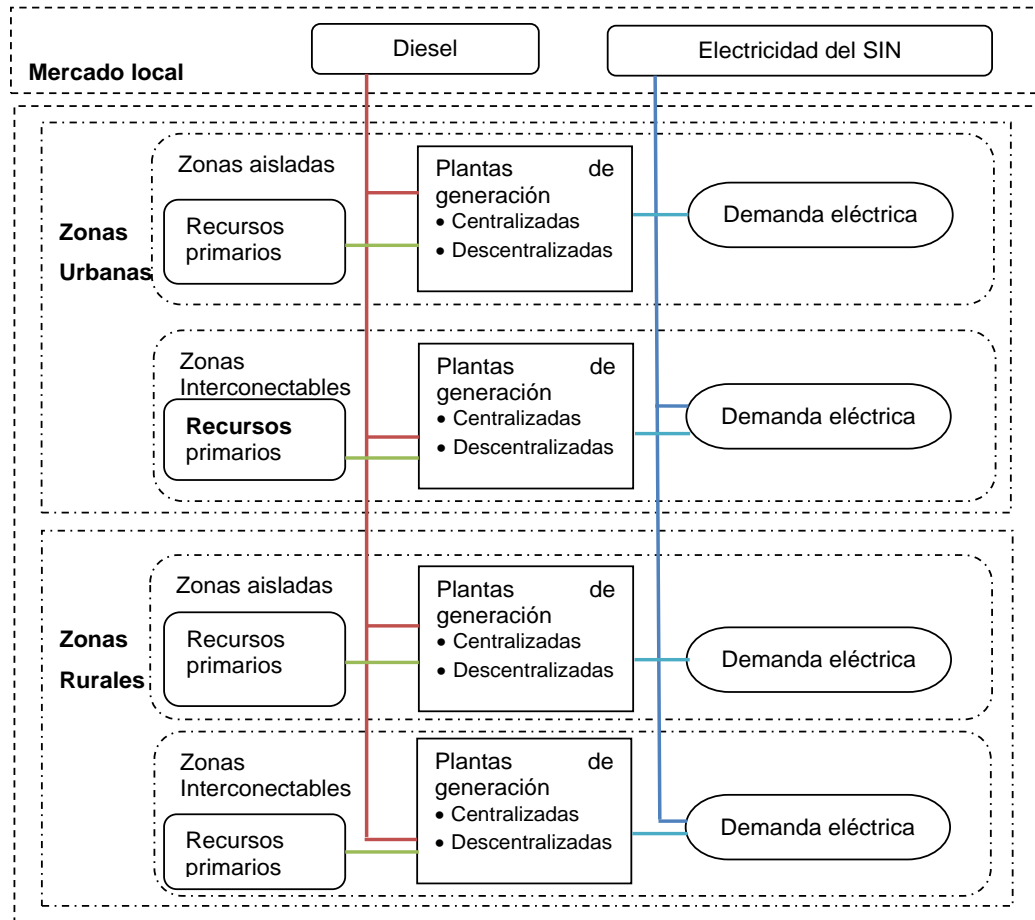 Diesel
Electricidad del SIN
Mercado local
Zonas
Urbanas
Zonas aisladas
Recursos
primarios
Plantas de
generación
• Centralizadas
• Descentralizadas
Demanda eléctrica
Zonas
Interconectables
Recursos
primarios
Plantas de
generación
• Centralizadas
• Descentralizadas
Demanda eléctrica
Zonas
Rurales
Zonas aisladas
Recursos
primarios
Plantas de
generación
• Centralizadas
• Descentralizadas
Demanda eléctrica
Zonas
Interconectables
Recursos
primarios
Plantas de
generación
• Centralizadas
• Descentralizadas
Demanda eléctrica